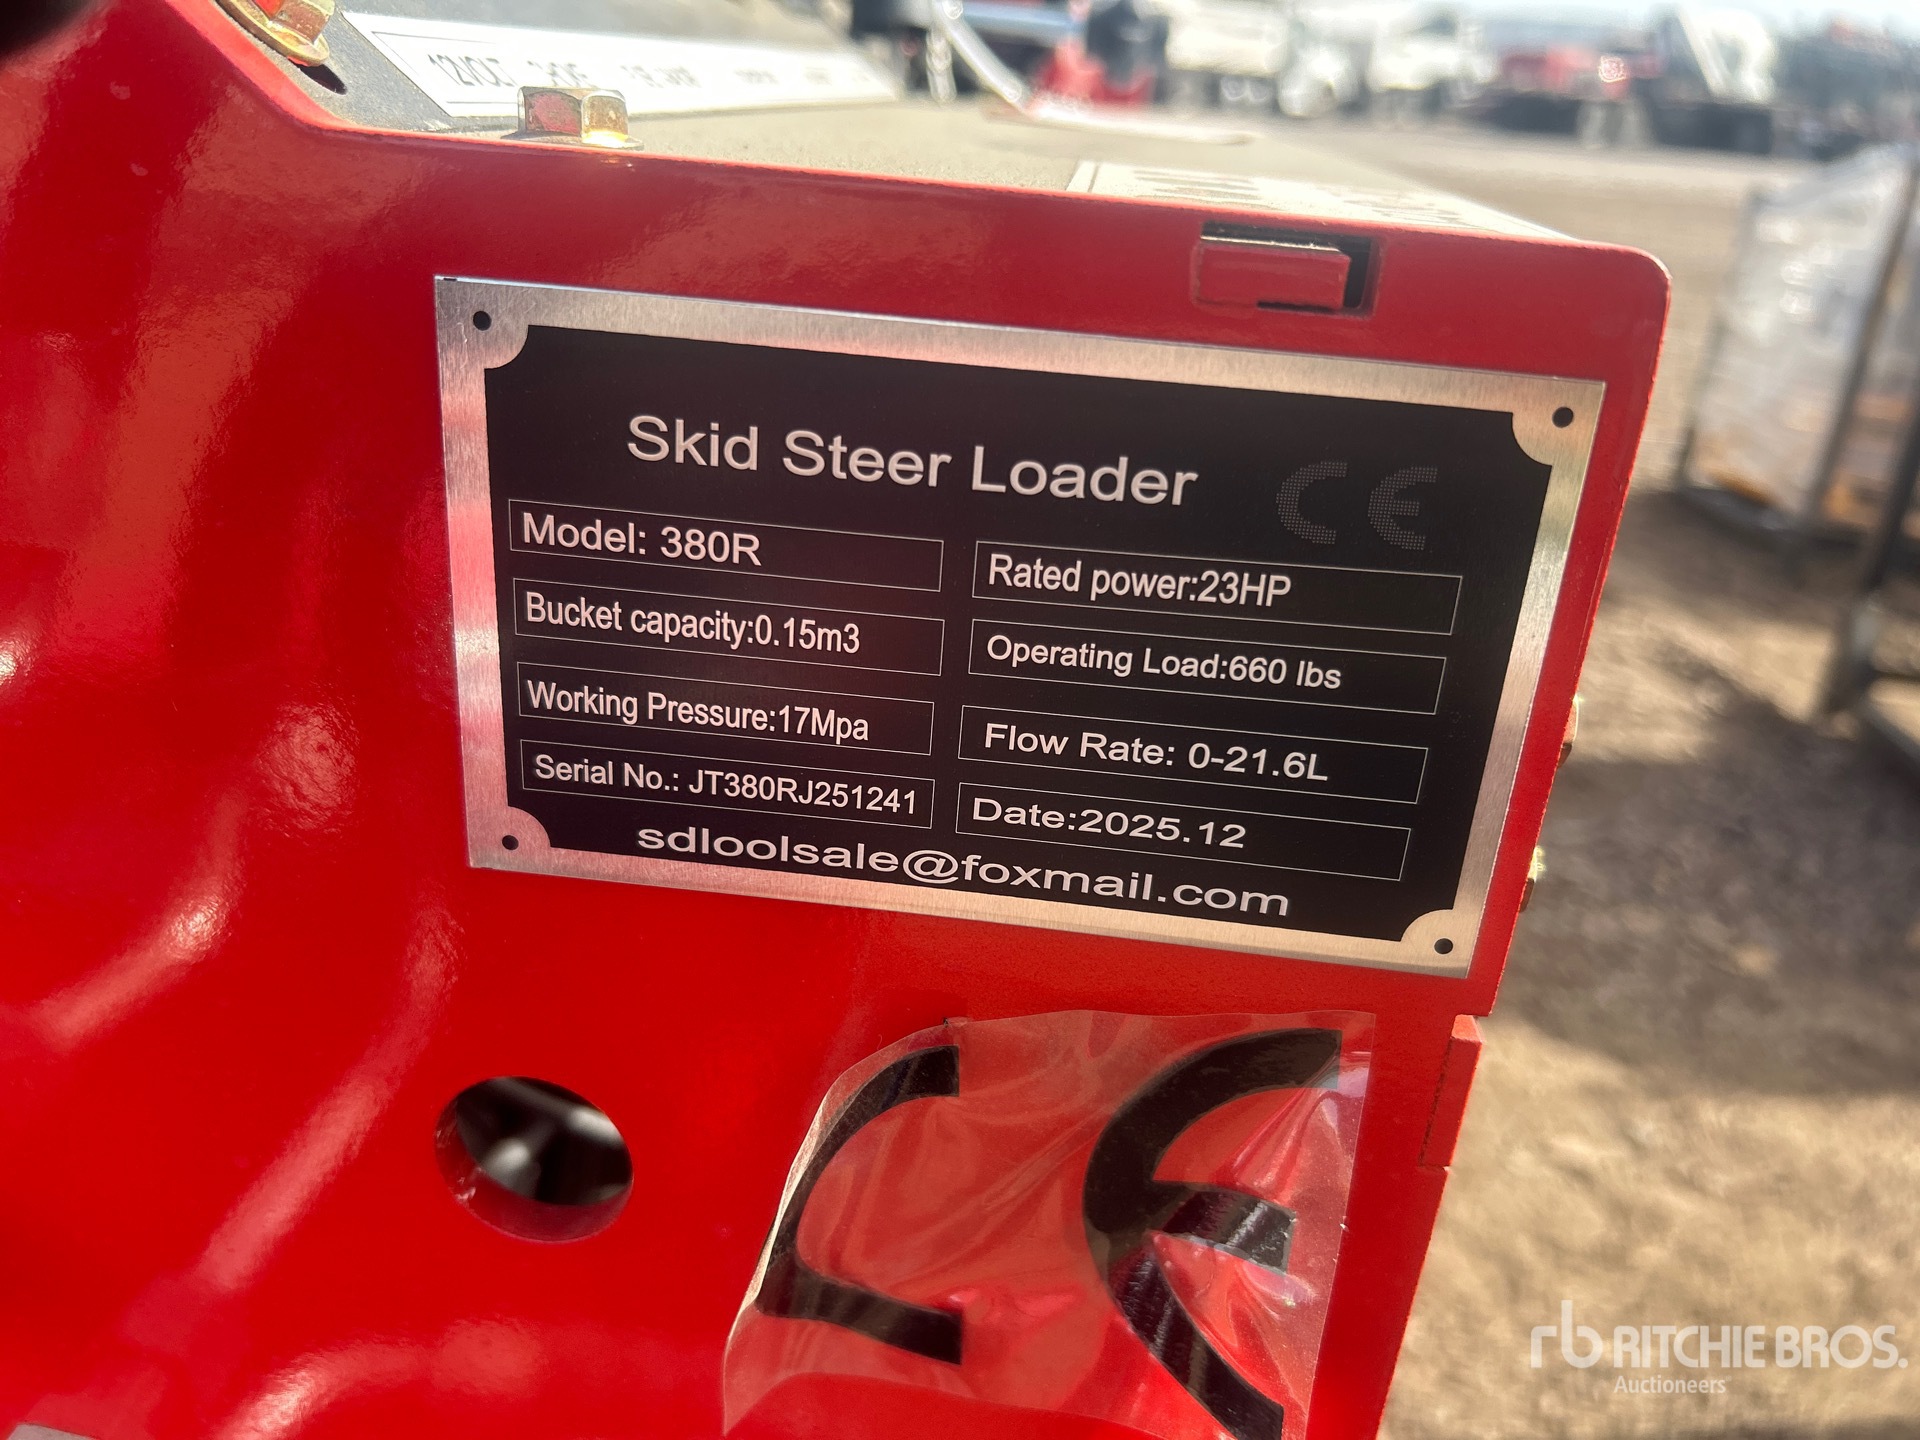 12VOLT
Skid Steer Loader
CE
Model: 380R
Rated power:23HP
Bucket capacity:0.15m3
Operating Load:660 lbs
Working Pressure:17Mpa
Flow Rate: 0-21.6L
Serial No.: JT380RJ251241
Date:2025.12
sdloolsale@foxmail.com
CE
rb RITCHIE BROS.
Auctioneers